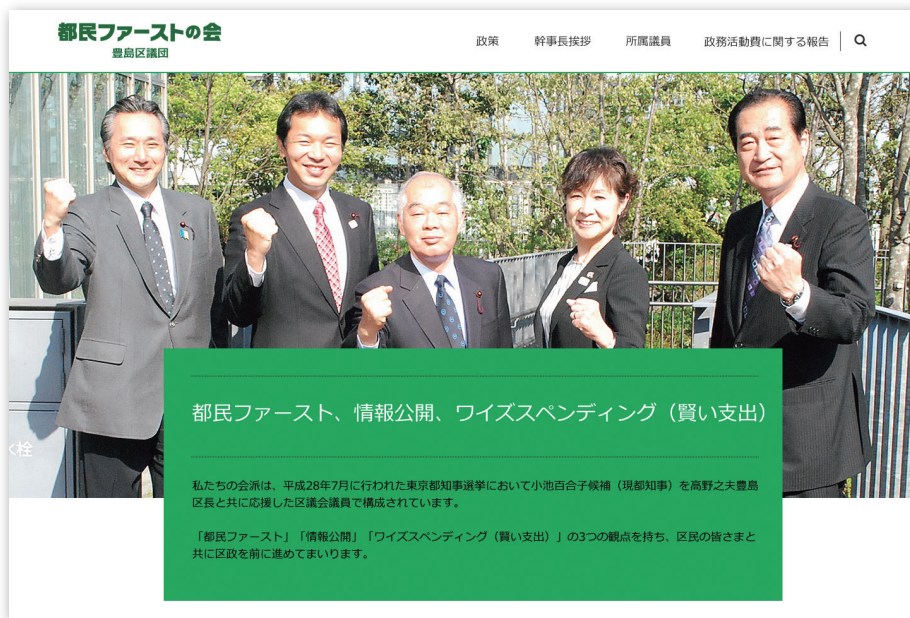 都民ファーストの会
豊島区議団
政策 幹事長挨拶 所属議員 政務活動費に関する報告
都民ファースト、情報公開、ワイズスペンディング（賢い支出）
私たちの会派は、平成28年7月に行われた東京都知事選挙において小池百合子候補（現都知事）を高野之夫豊島
区長と共に応援した区議会議員で構成されています。
「都民ファースト」「情報公開」「ワイズスペンディング（賢い支出）」の3つの観点を持ち、区民の皆さまと
共に区政を前に進めてまいります。